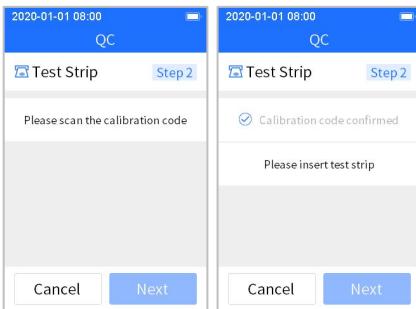 2020-01-01 08:00
QC
Test Strip Step 2
Please scan the calibration code
Cancel Next
2020-01-01 08:00
QC
Test Strip Step 2
Calibration code confirmed
Please insert test strip
Cancel Next